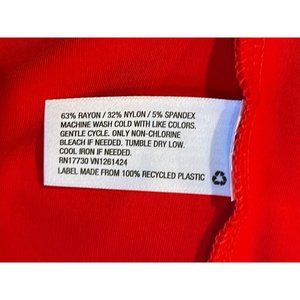 63% RAYON / 32% NYLON / 5% SPANDEX
MACHINE WASH COLD WITH LIKE COLORS.
GENTLE CYCLE. ONLY NON-CHLORINE
BLEACH IF NEEDED. TUMBLE DRY LOW.
COOL IRON IF NEEDED.
RN17730 VN1261424
LABEL MADE FROM 100% RECYCLED PLASTIC